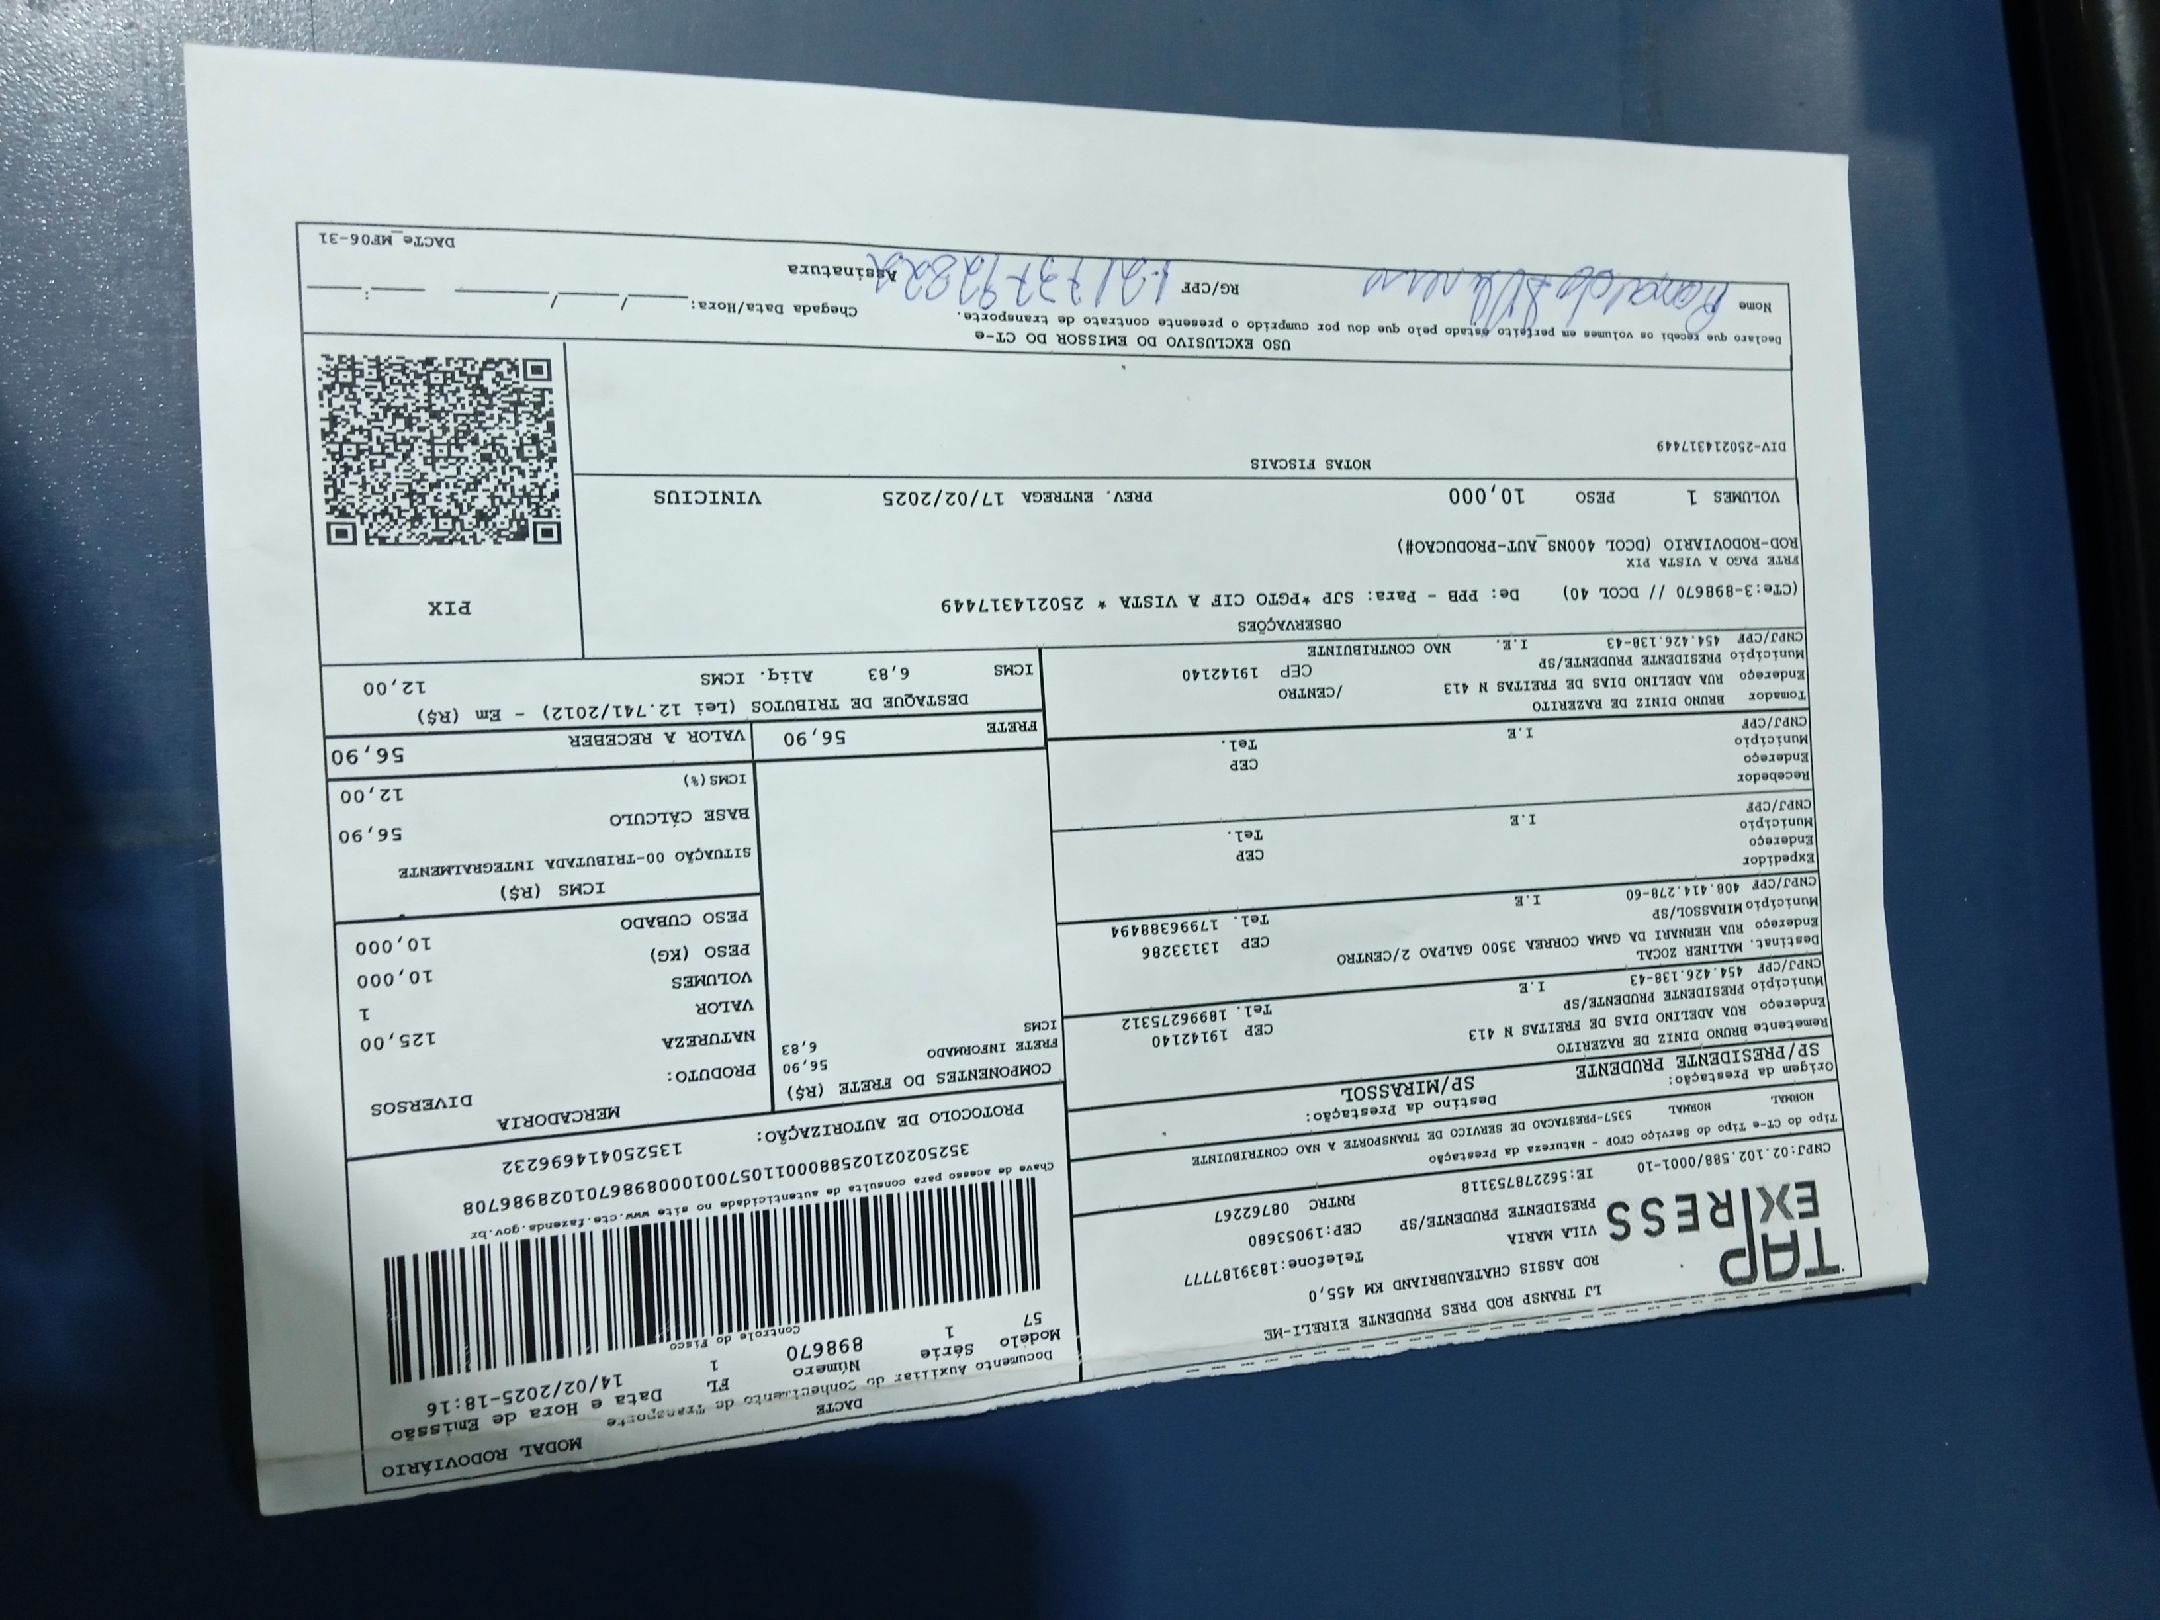 DACTE
Documento Auxiliar do Conhecimento de Transporte
MODAL RODOVIÁRIO
Modelo Série Número FL Data e Hora de Emissão
57 1 898670 1 14/02/2025-18:16
Controle do Fisco
TAP
EXPRESS
LJ TRANSP ROD PRES PRUDENTE EIRELI-ME
ROD ASSIS CHATEAUBRIAND KM 455,0
VILA MARIA Telefone:1839187777
PRESIDENTE PRUDENTE/SP CEP:19053680
CNPJ:02.102.588/0001-10 IE:562278753118 RNTRC 08762267
Chave de acesso para consulta de autenticidade no site www.cte.fazenda.gov.br
35250202102588000110570010008986701028986708
PROTOCOLO DE AUTORIZAÇÃO: 135250414696232
Tipo do CT-e Tipo do Serviço CFOP - Natureza da Prestação
NORMAL NORMAL 5357-PRESTACAO DE SERVICO DE TRANSPORTE A NAO CONTRIBUINTE
Origem da Prestação: Destino da Prestação:
SP/PRESIDENTE PRUDENTE SP/MIRASSOL
Remetente BRUNO DINIZ DE RAZERITO
Endereço RUA ADELINO DIAS DE FREITAS N 413 CEP 19142140
Município PRESIDENTE PRUDENTE/SP Tel. 18996275312
CNPJ/CPF 454.426.138-43 I.E
Destinat. MALINER ZOCAL
Endereço RUA HERNARI DA GAMA CORREA 3500 GALPAO 2/CENTRO CEP 13133286
Município MIRASSOL/SP Tel. 17996388494
CNPJ/CPF 408.414.278-60 I.E
Expedidor
Endereço CEP
Município Tel.
CNPJ/CPF I.E
Recebedor
Endereço CEP
Município Tel.
CNPJ/CPF I.E
Tomador BRUNO DINIZ DE RAZERITO
Endereço RUA ADELINO DIAS DE FREITAS N 413 /CENTRO
Município PRESIDENTE PRUDENTE/SP CEP 19142140
CNPJ/CPF 454.426.138-43 I.E. NAO CONTRIBUINTE
COMPONENTES DO FRETE (R$)
FRETE INFORMADO 56,90
ICMS 6,83
MERCADORIA
PRODUTO: DIVERSOS
NATUREZA
VALOR 125,00
VOLUMES 1
PESO (KG) 10,000
PESO CUBADO 10,000
ICMS (R$)
SITUAÇÃO 00-TRIBUTADA INTEGRALMENTE
BASE CÁLCULO 56,90
ICMS(%) 12,00
FRETE 56,90 VALOR A RECEBER 56,90
DESTAQUE DE TRIBUTOS (Lei 12.741/2012) - Em (R$)
ICMS 6,83 Aliq. ICMS 12,00
OBSERVAÇÕES
(CTe:3-898670 // DCOL 40) De: PPB - Para: SJP *PGTO CIF A VISTA * 250214317449
FRTE PAGO A VISTA PIX
ROD-RODOVIARIO (DCOL 400NS_AUT-PRODUCAO#)
PIX
VOLUMES 1 PESO 10,000 PREV. ENTREGA 17/02/2025 VINICIUS
NOTAS FISCAIS
DIV-250214317449
USO EXCLUSIVO DO EMISSOR DO CT-e
Declaro que recebi os volumes em perfeito estado pelo que dou por cumprido o presente contrato de transporte.
Chegada Data/Hora: ____/____/____ ____:____
Nome Ronaldo RG/CPF Assinatura
DACTe_MF06-31